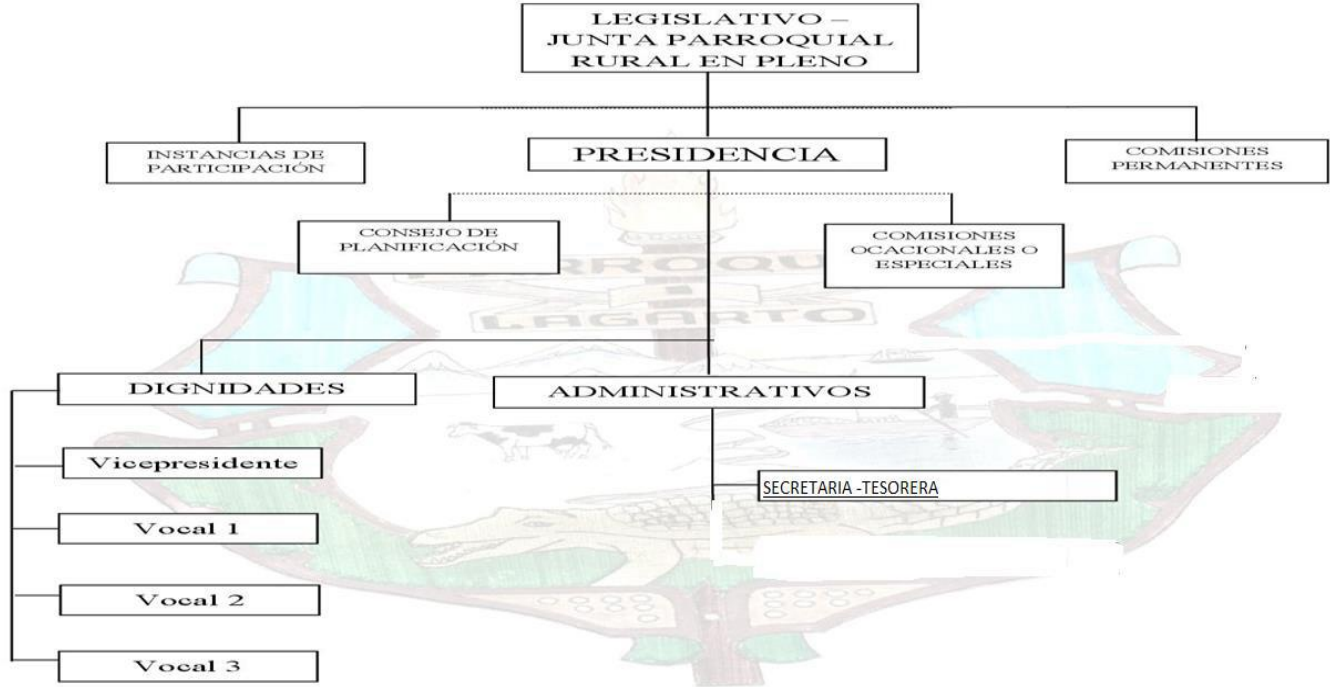 LEGISLATIVO –
JUNTA PARROQUIAL
RURAL EN PLENO
INSTANCIAS DE
PARTICIPACIÓN
PRESIDENCIA
COMISIONES
PERMANENTES
CONSEJO DE
PLANIFICACIÓN
COMISIONES
OCACIONALES O
ESPECIALES
LAGARTO
DIGNIDADES
ADMINISTRATIVOS
Vicepresidente
SECRETARIA -TESORERA
Vocal 1
Vocal 2
Vocal 3